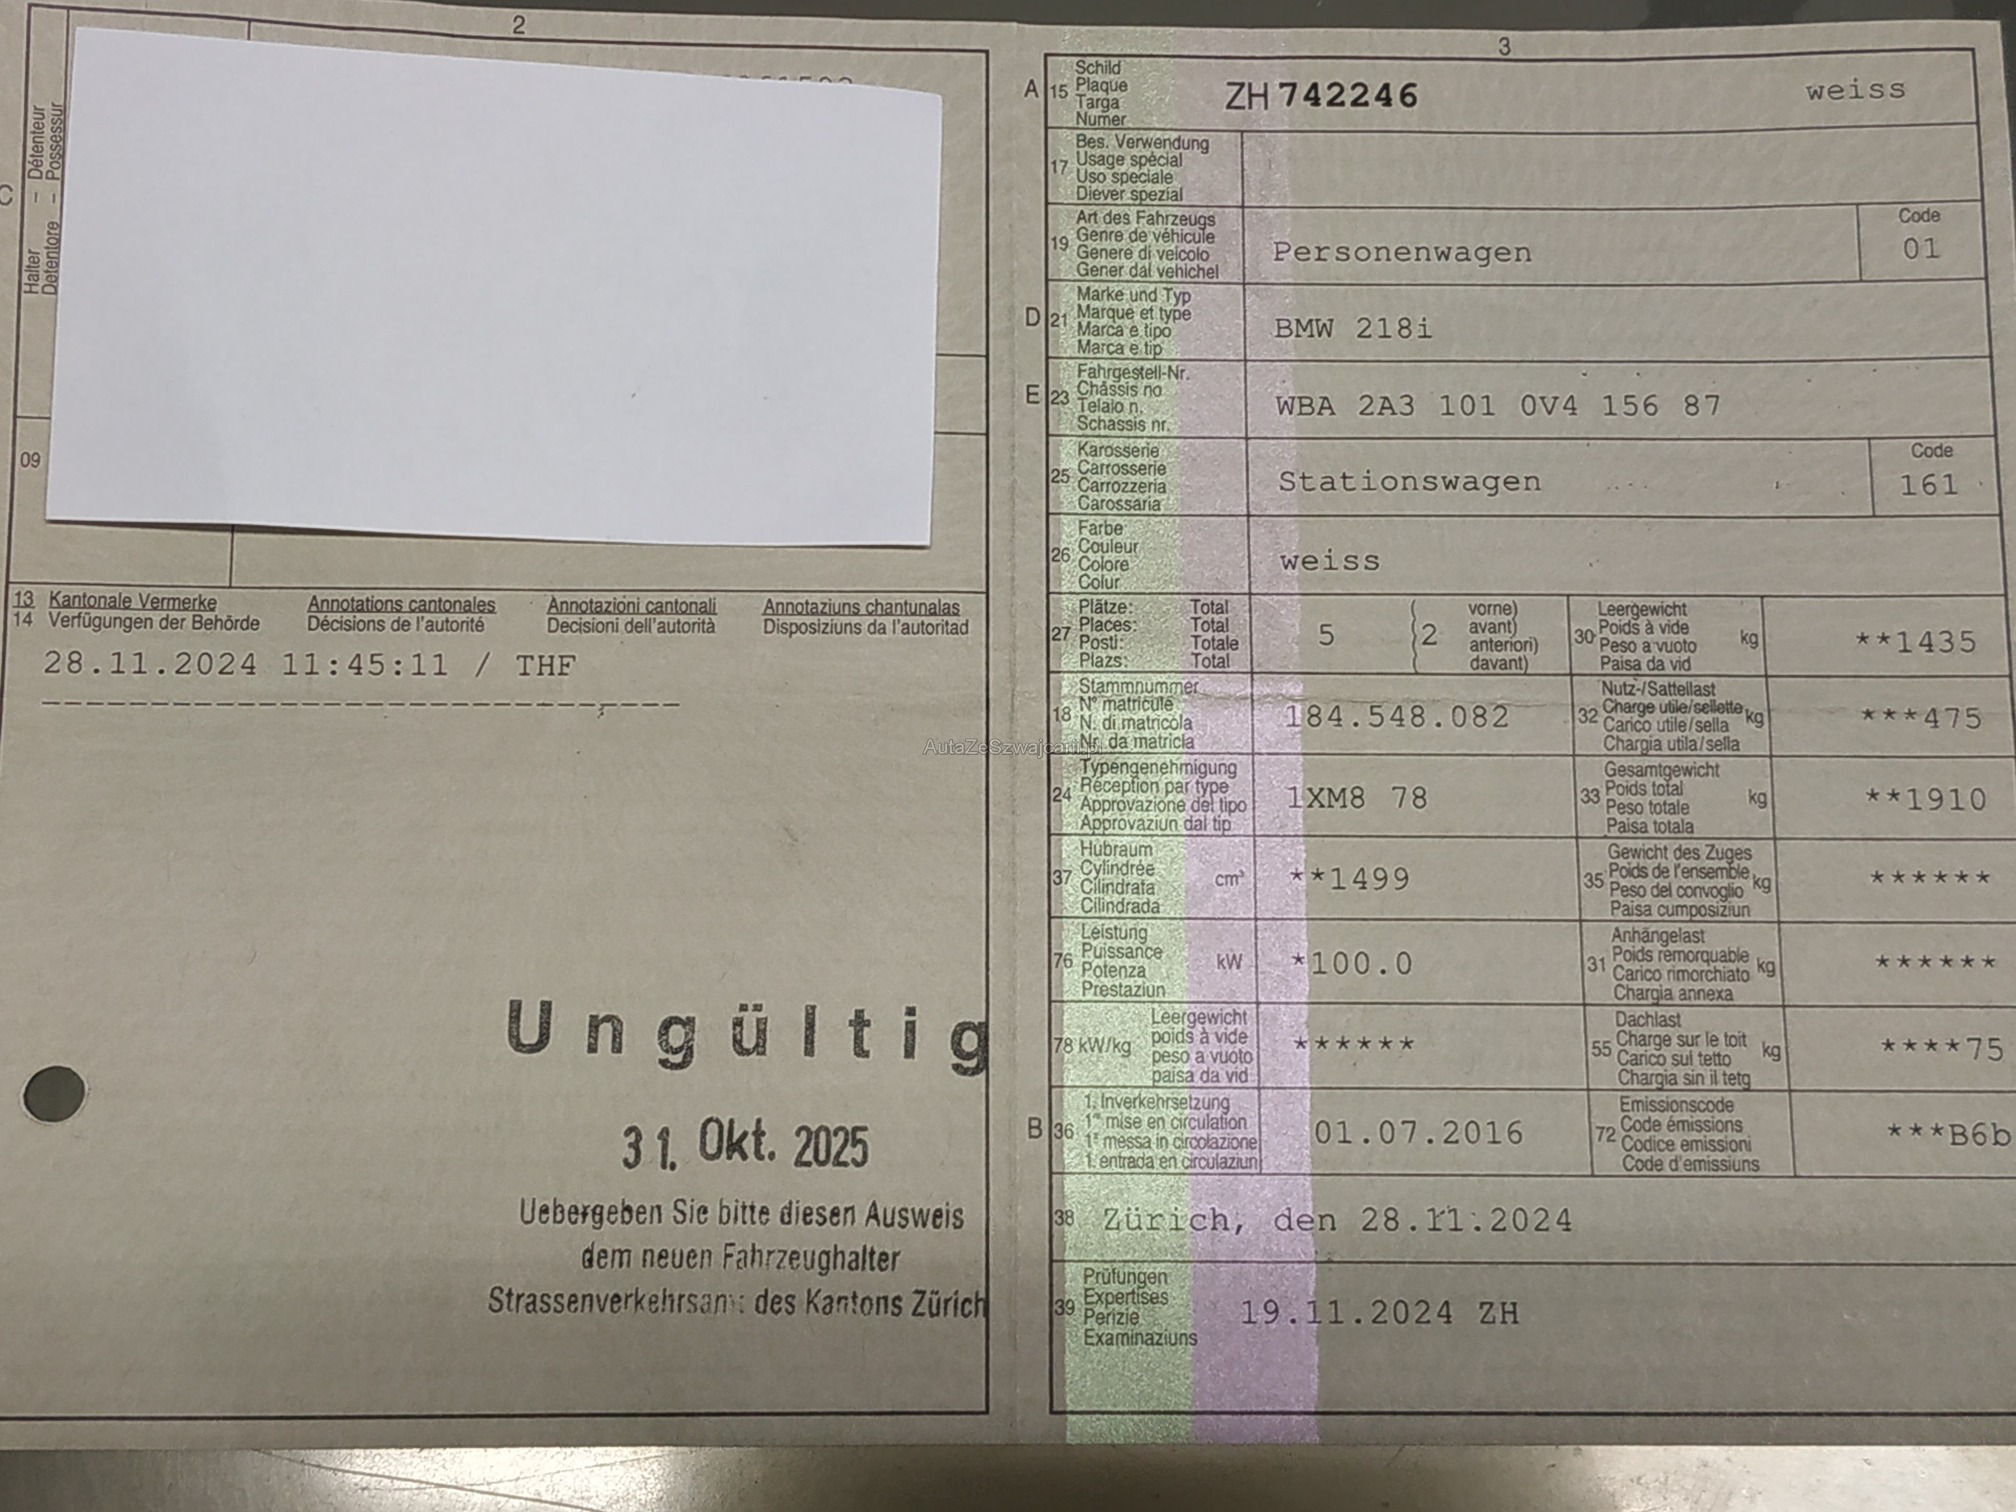 2
Halter – Détenteur
Detentore – Possessur
C
09
13 Kantonale Vermerke Annotations cantonales Annotazioni cantonali Annotaziuns chantunalas
14 Verfügungen der Behörde Décisions de l'autorité Decisioni dell'autorità Disposiziuns da l'autoritad
28.11.2024 11:45:11 / THF
--------------------------------
Ungültig
31. Okt. 2025
Uebergeben Sie bitte diesen Ausweis
dem neuen Fahrzeughalter
Strassenverkehrsamt des Kantons Zürich
3
A 15 Schild
Plaque
Targa
Numer
ZH 742246 weiss
17 Bes. Verwendung
Usage spécial
Uso speciale
Diever spezial
19 Art des Fahrzeugs
Genre de véhicule
Genere di veicolo
Gener dal vehichel
Personenwagen
Code
01
D 21 Marke und Typ
Marque et type
Marca e tipo
Marca e tip
BMW 218i
E 23 Fahrgestell-Nr.
Châssis no
Telaio n.
Schassis nr.
WBA 2A3 101 0V4 156 87
25 Karosserie
Carrosserie
Carrozzeria
Carossaria
Stationswagen
Code
161
26 Farbe
Couleur
Colore
Colur
weiss
27 Plätze: Total
Places: Total
Posti: Totale
Plazs: Total
5 2 vorne)
avant)
anteriori)
davant)
30 Leergewicht
Poids à vide
Peso a vuoto
Paisa da vid
kg **1435
18 Stammnummer
N° matricule
N. di matricola
Nr. da matricla
184.548.082
32 Nutz-/Sattellast
Charge utile/sellette
Carico utile/sella
Chargia utila/sella
kg ***475
AutaZeSzwajcarii.pl
24 Typengenehmigung
Réception par type
Approvazione del tipo
Approvaziun dal tip
1XM8 78
33 Gesamtgewicht
Poids total
Peso totale
Paisa totala
kg **1910
37 Hubraum
Cylindrée
Cilindrata
Cilindrada
cm³ **1499
35 Gewicht des Zuges
Poids de l'ensemble
Peso del convoglio
Paisa cumposiziun
kg ******
76 Leistung
Puissance
Potenza
Prestaziun
kW *100.0
31 Anhängelast
Poids remorquable
Carico rimorchiato
Chargia annexa
kg ******
78 kW/kg Leergewicht
poids à vide
peso a vuoto
paisa da vid
******
55 Dachlast
Charge sur le toit
Carico sul tetto
Chargia sin il tetg
kg ****75
B 36 1. Inverkehrsetzung
1re mise en circulation
1a messa in circolazione
1. entrada en circulaziun
01.07.2016
72 Emissionscode
Code émissions
Codice emissioni
Code d'emissiuns
***B6b
38 Zürich, den 28.11.2024
39 Prüfungen
Expertises
Perizie
Examinaziuns
19.11.2024 ZH